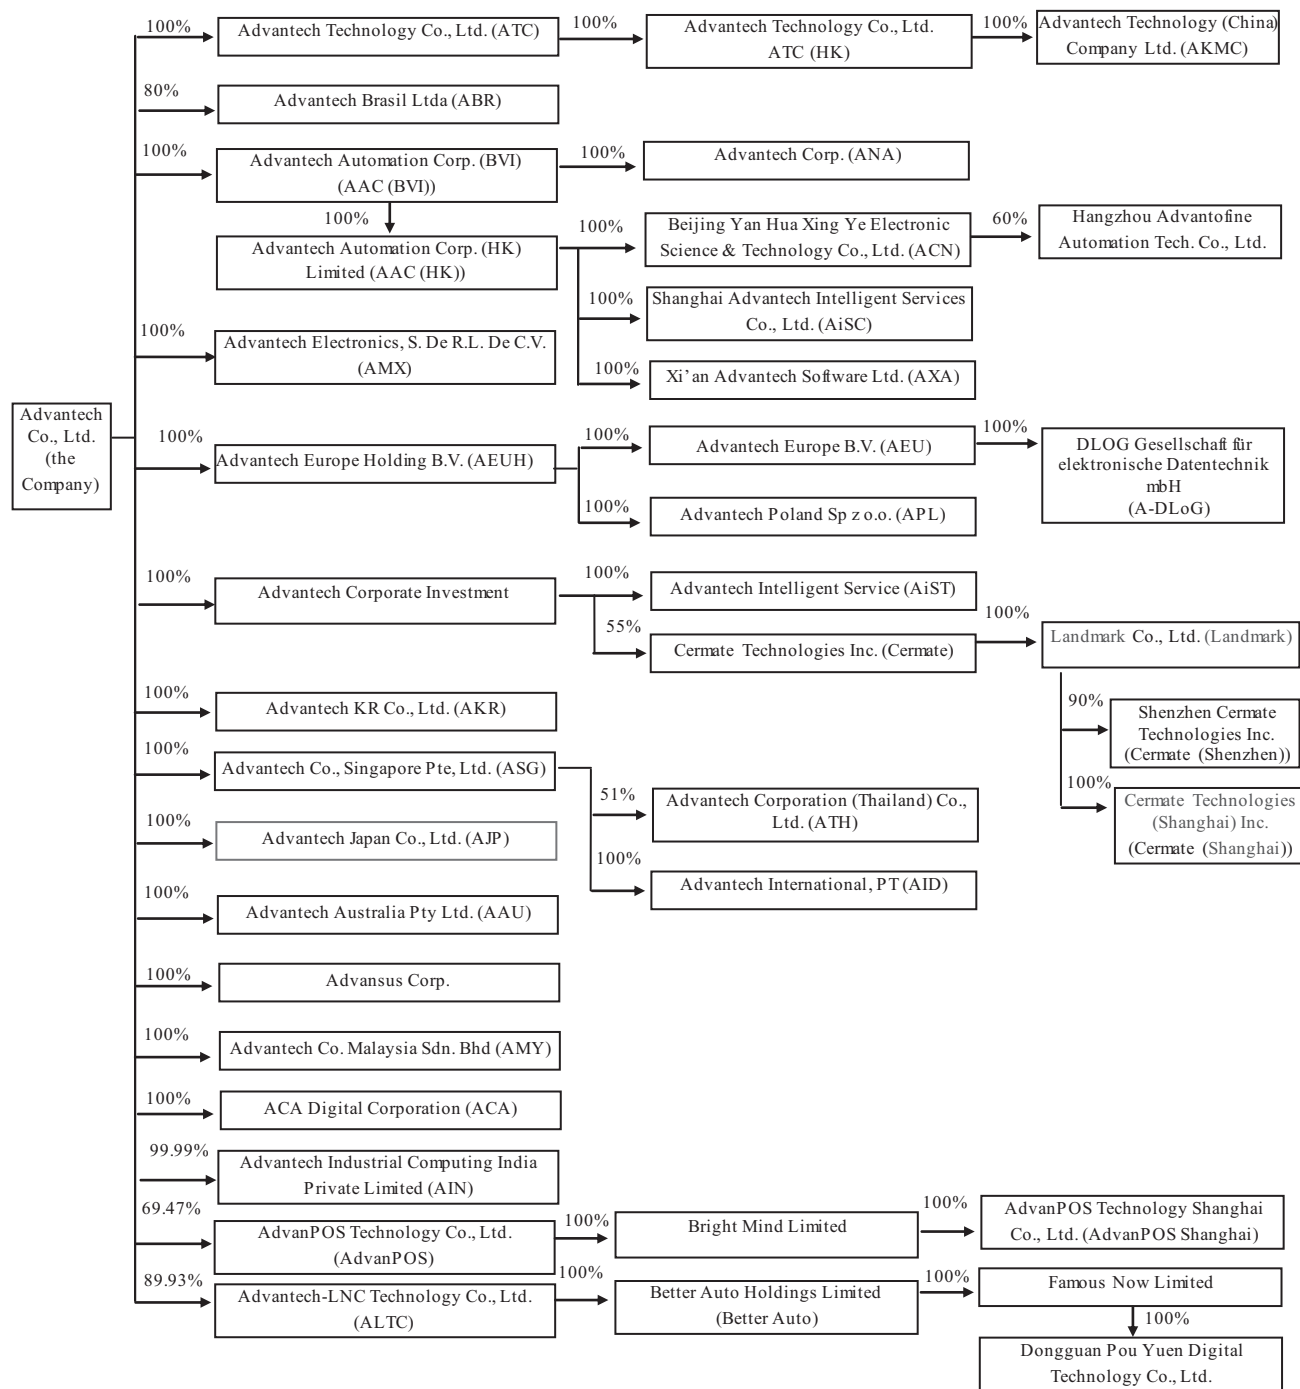 100%
Advantech Technology Co., Ltd. (ATC)
100%
Advantech Technology Co., Ltd.
ATC (HK)
100%
Advantech Technology (China)
Company Ltd. (AKMC)
80%
Advantech Brasil Ltda (ABR)
100%
Advantech Automation Corp. (BVI)
(AAC (BVI))
100%
Advantech Corp. (ANA)
100%
Advantech Automation Corp. (HK)
Limited (AAC (HK))
100%
Beijing Yan Hua Xing Ye Electronic
Science & Technology Co., Ltd. (ACN)
60%
Hangzhou Advantofine
Automation Tech. Co., Ltd.
100%
Shanghai Advantech Intelligent Services
Co., Ltd. (AiSC)
100%
Advantech Electronics, S. De R.L. De C.V.
(AMX)
100%
Xi’an Advantech Software Ltd. (AXA)
Advantech
Co., Ltd.
(the
Company)
100%
Advantech Europe Holding B.V. (AEUH)
100%
Advantech Europe B.V. (AEU)
100%
DLOG Gesellschaft für
elektronische Datentechnik
mbH
(A-DLoG)
100%
Advantech Poland Sp z o.o. (APL)
100%
Advantech Corporate Investment
100%
Advantech Intelligent Service (AiST)
55%
Cermate Technologies Inc. (Cermate)
100%
Landmark Co., Ltd. (Landmark)
90%
Shenzhen Cermate
Technologies Inc.
(Cermate (Shenzhen))
100%
Cermate Technologies
(Shanghai) Inc.
(Cermate (Shanghai))
100%
Advantech KR Co., Ltd. (AKR)
100%
Advantech Co., Singapore Pte, Ltd. (ASG)
51%
Advantech Corporation (Thailand) Co.,
Ltd. (ATH)
100%
Advantech International, PT (AID)
100%
Advantech Japan Co., Ltd. (AJP)
100%
Advantech Australia Pty Ltd. (AAU)
100%
Advansus Corp.
100%
Advantech Co. Malaysia Sdn. Bhd (AMY)
100%
ACA Digital Corporation (ACA)
99.99%
Advantech Industrial Computing India
Private Limited (AIN)
69.47%
AdvanPOS Technology Co., Ltd.
(AdvanPOS)
100%
Bright Mind Limited
100%
AdvanPOS Technology Shanghai
Co., Ltd. (AdvanPOS Shanghai)
89.93%
Advantech-LNC Technology Co., Ltd.
(ALTC)
100%
Better Auto Holdings Limited
(Better Auto)
100%
Famous Now Limited
100%
Dongguan Pou Yuen Digital
Technology Co., Ltd.